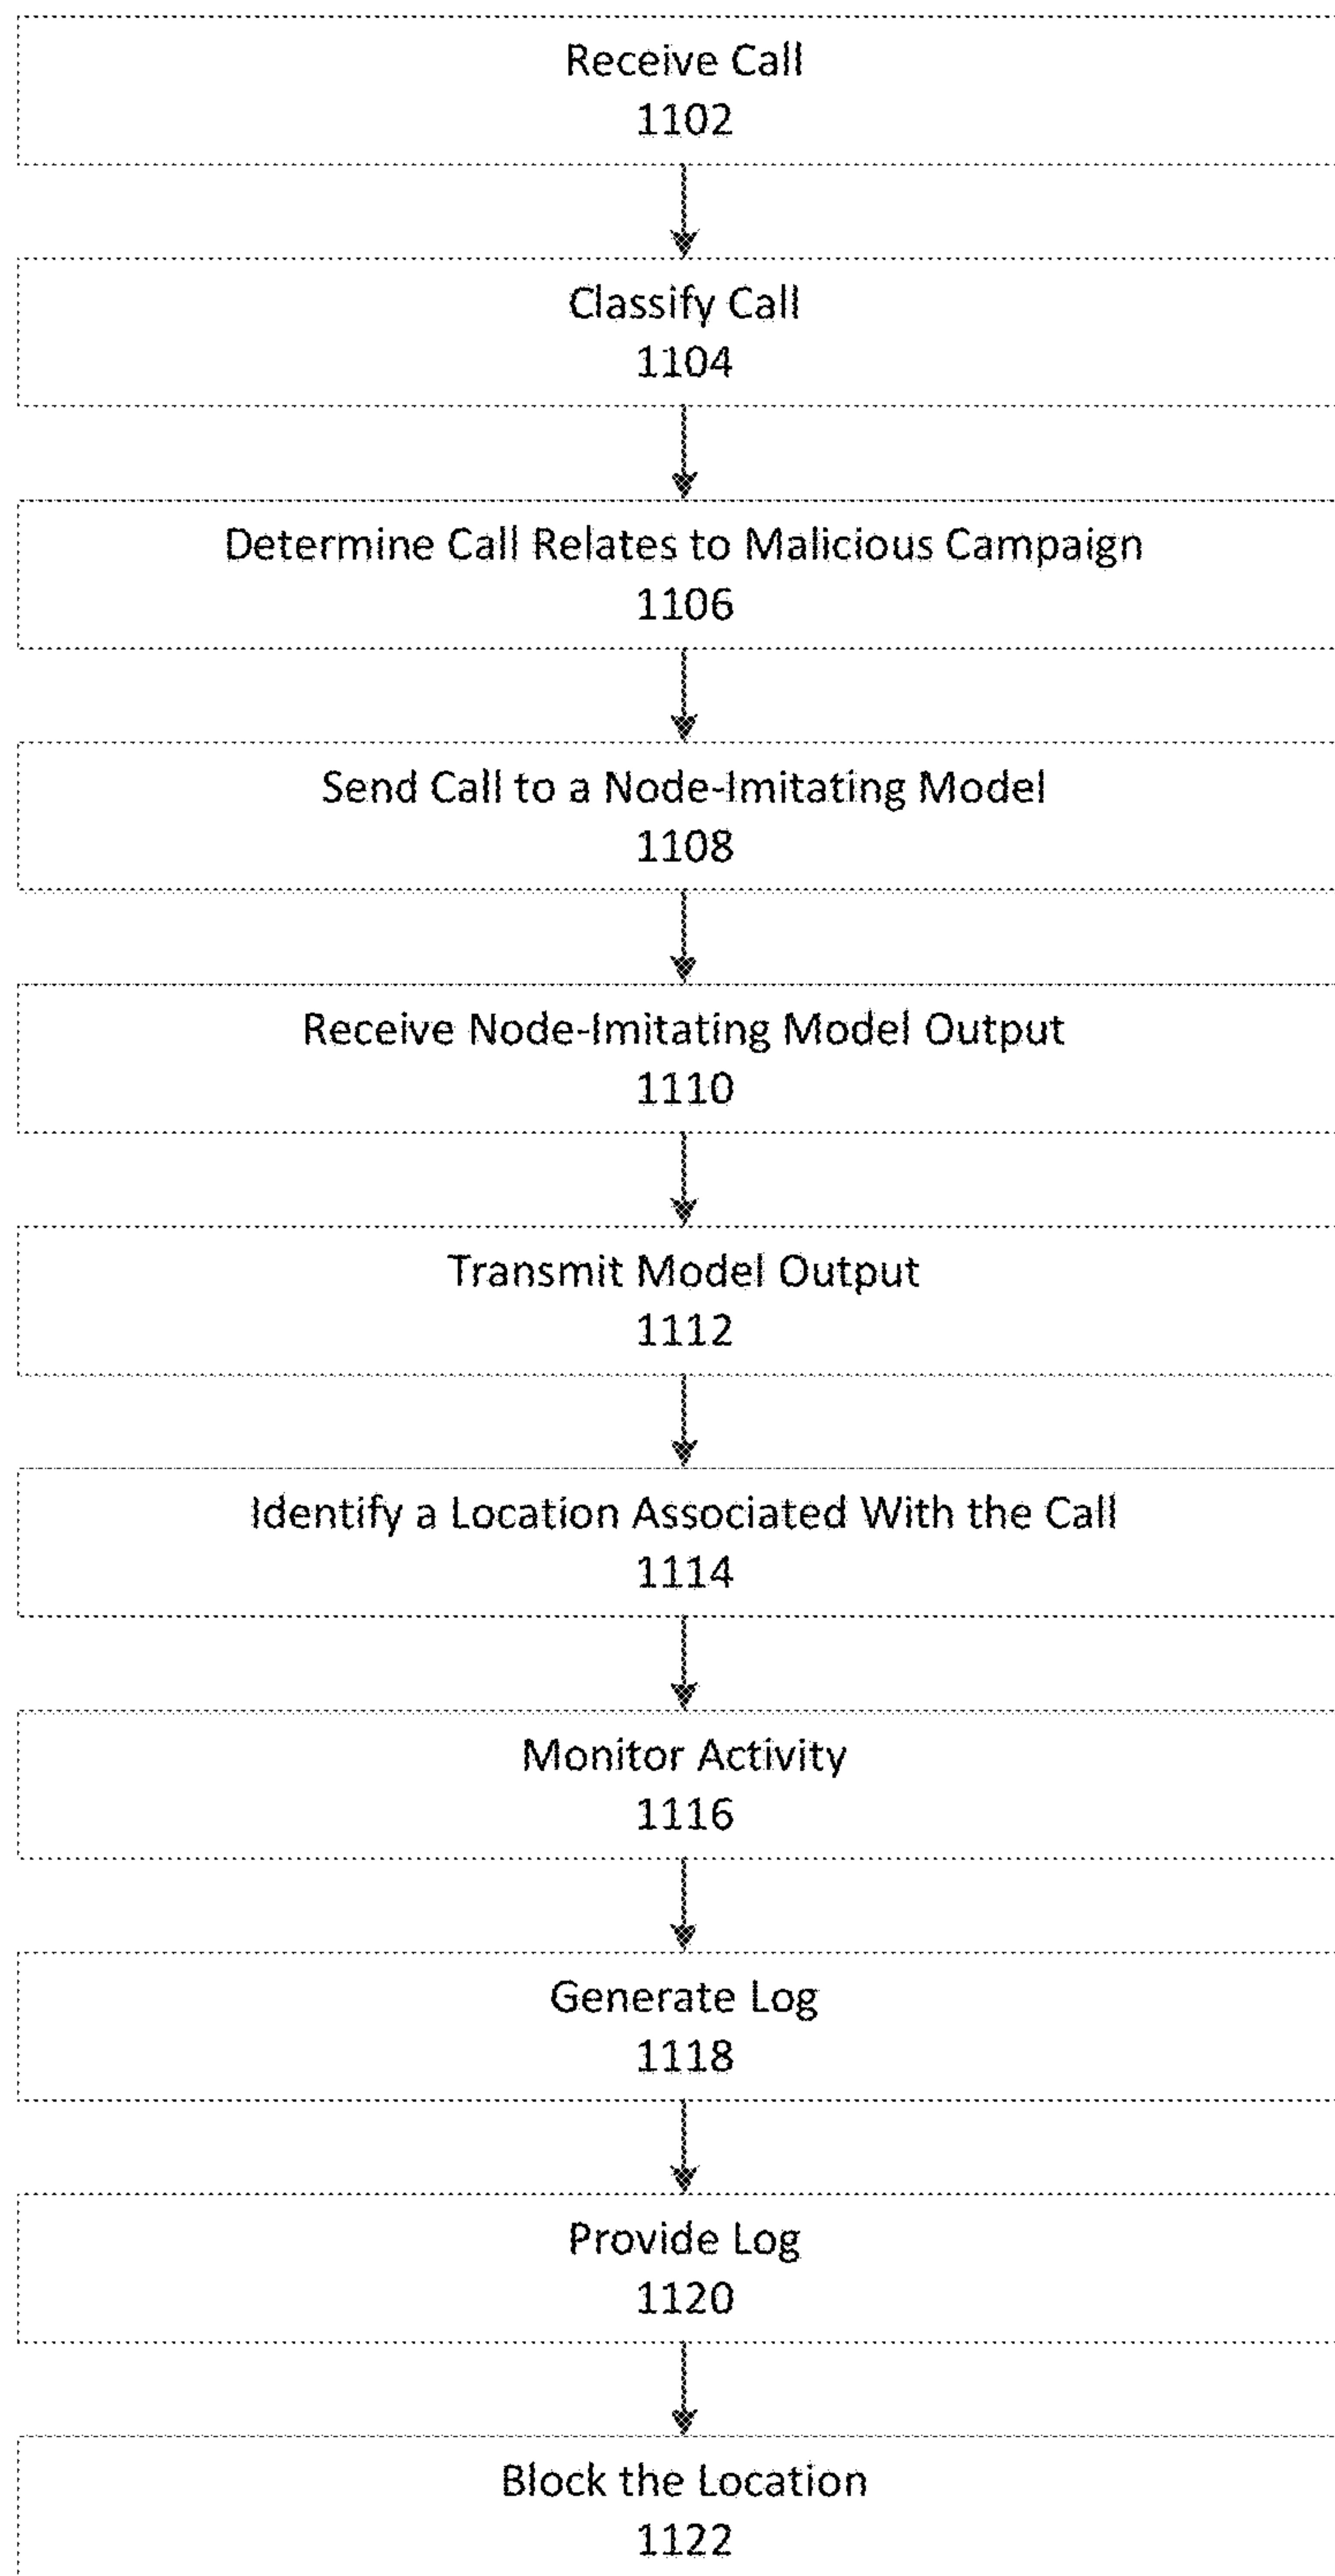 Receive Call
1102
Classify Call
1104
Determine Call Relates to Malicious Campaign
1106
Send Call to a Node-Imitating Model
1108
Receive Node-Imitating Model Output
1110
Transmit Model Output
1112
Identify a Location Associated With the Call
1114
Monitor Activity
1116
Generate Log
1118
Provide Log
1120
Block the Location
1122